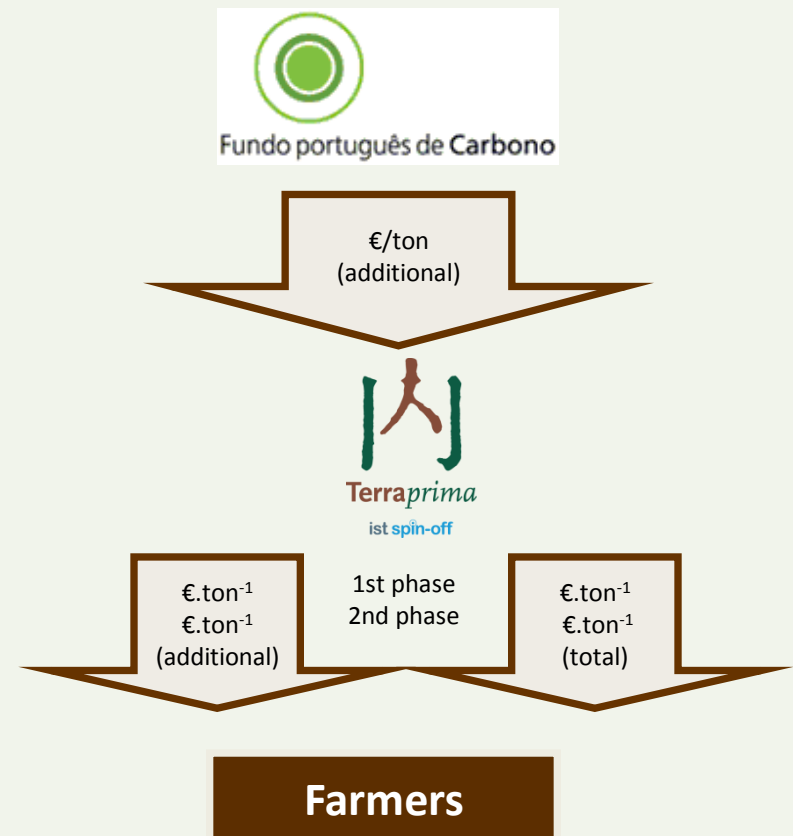 Fundo português de Carbono
€/ton
(additional)
Terraprima
ist spin-off
€.ton⁻¹
€.ton⁻¹
(additional)
1st phase
2nd phase
€.ton⁻¹
€.ton⁻¹
(total)
Farmers